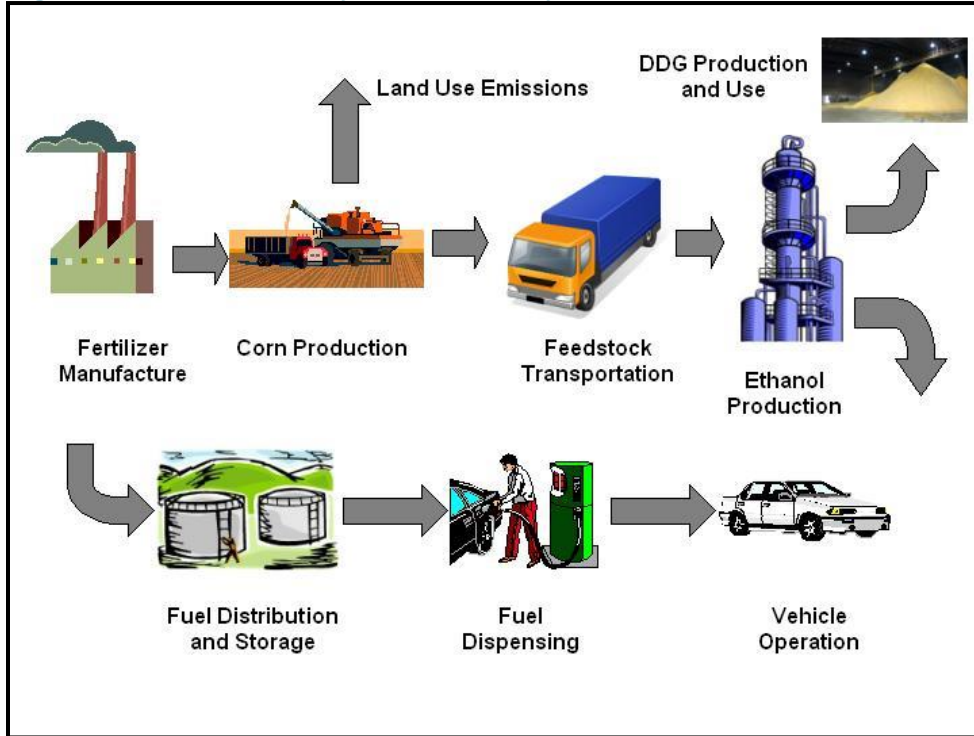 Land Use Emissions
DDG Production
and Use
Fertilizer
Manufacture
Corn Production
Feedstock
Transportation
Ethanol
Production
Fuel Distribution
and Storage
Fuel
Dispensing
Vehicle
Operation